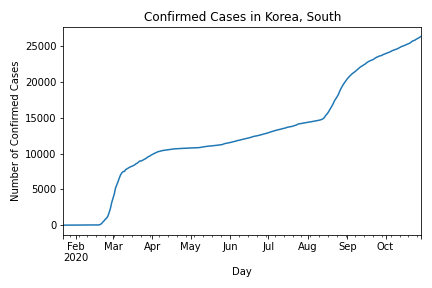 Confirmed Cases in Korea, South
Number of Confirmed Cases
25000
20000
15000
10000
5000
0
Feb Mar Apr May Jun Jul Aug Sep Oct
2020
Day